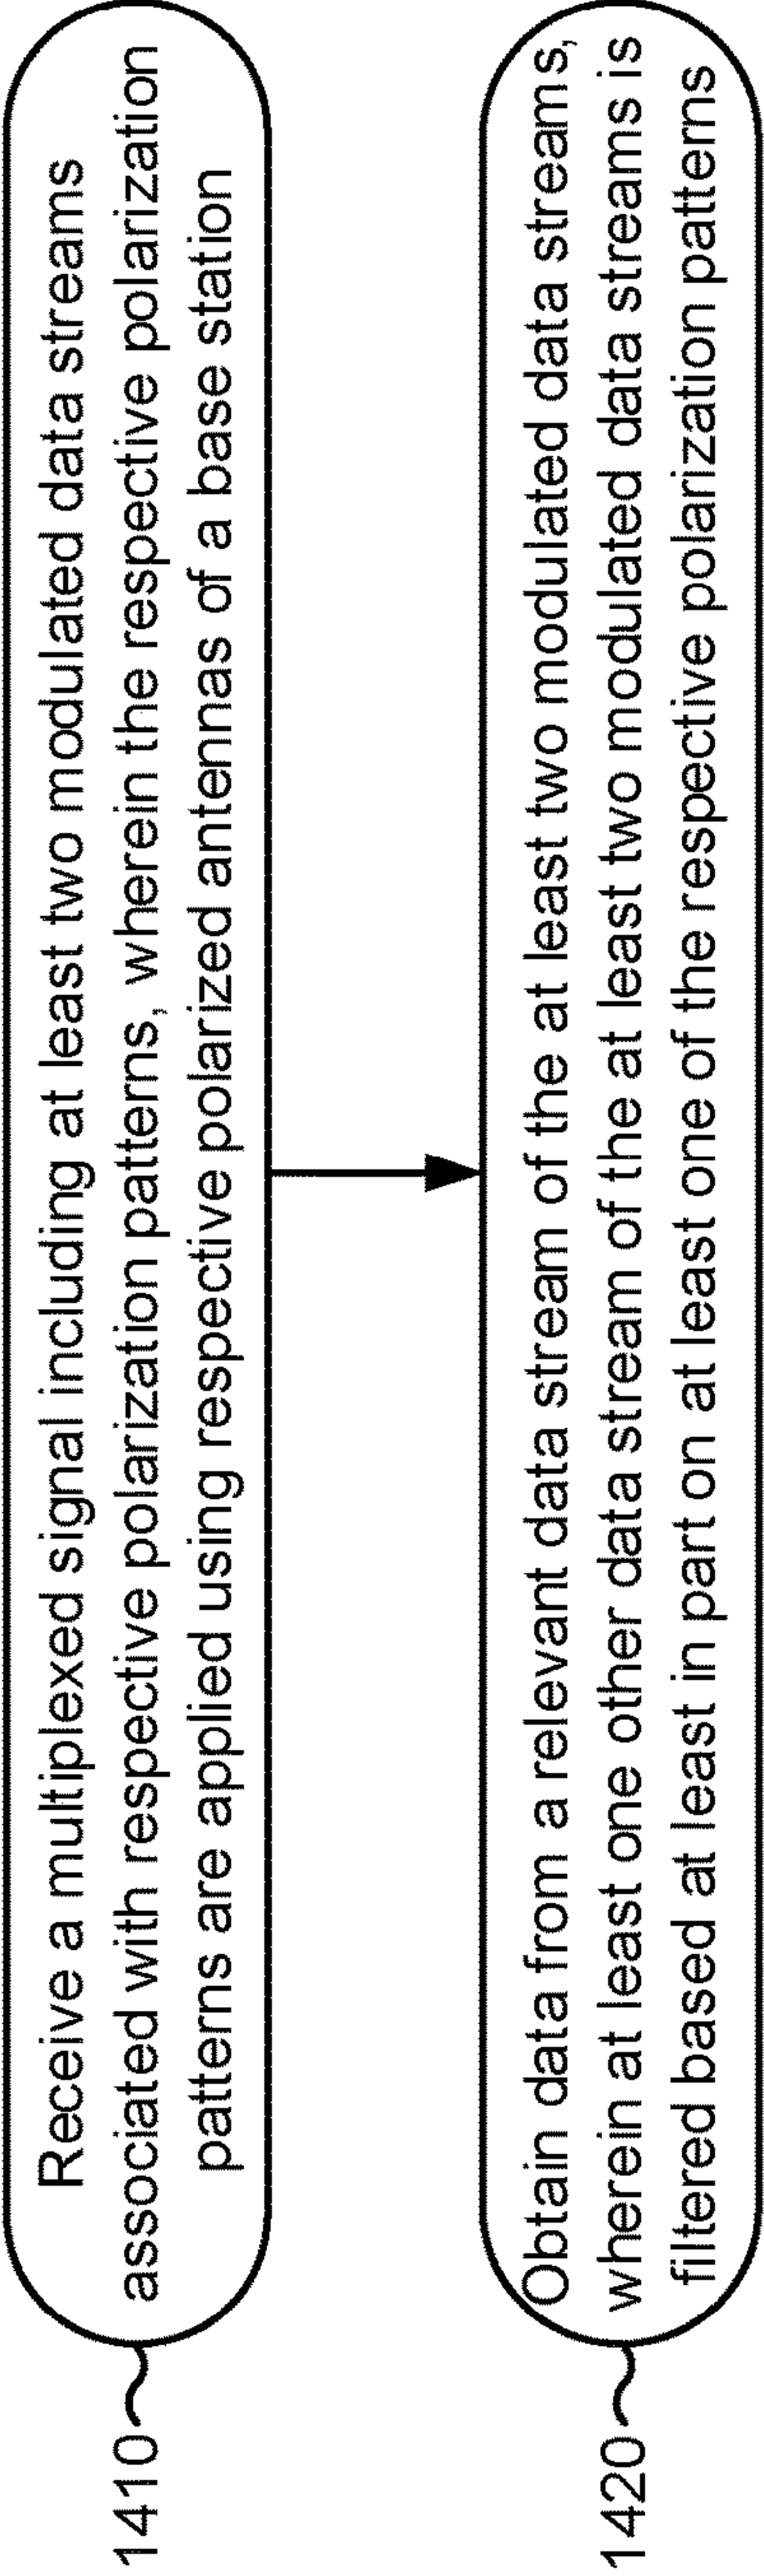 1410
Receive a multiplexed signal including at least two modulated data streams
associated with respective polarization patterns, wherein the respective polarization
patterns are applied using respective polarized antennas of a base station
1420
Obtain data from a relevant data stream of the at least two modulated data streams,
wherein at least one other data stream of the at least two modulated data streams is
filtered based at least in part on at least one of the respective polarization patterns